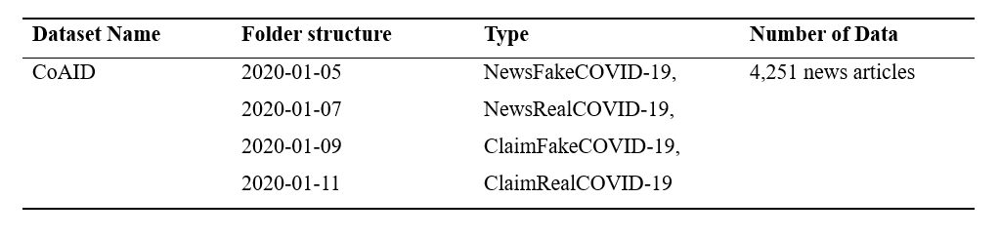 Dataset Name Folder structure Type Number of Data
CoAID 2020-01-05 NewsFakeCOVID-19, 4,251 news articles
2020-01-07 NewsRealCOVID-19,
2020-01-09 ClaimFakeCOVID-19,
2020-01-11 ClaimRealCOVID-19